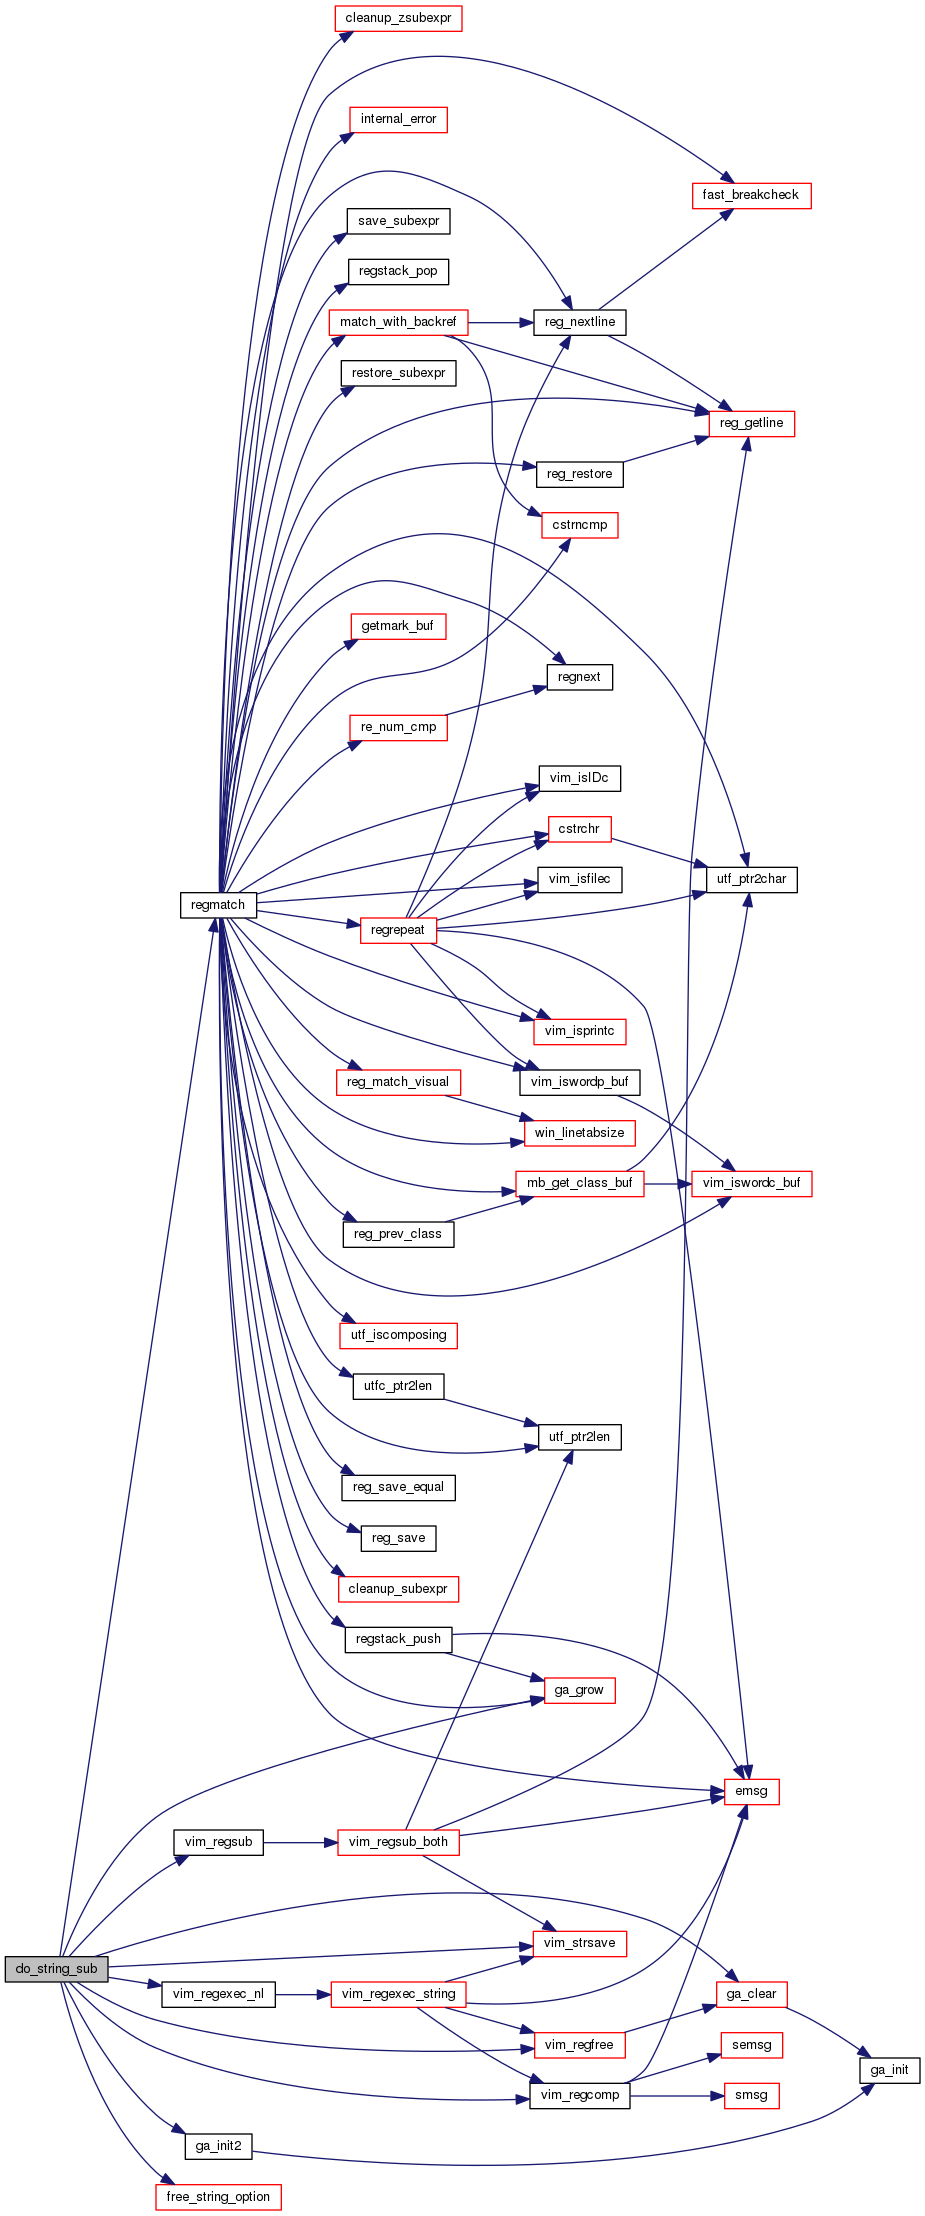 cleanup_zsubexpr
internal_error
fast_breakcheck
save_subexpr
regstack_pop
match_with_backref
reg_nextline
restore_subexpr
reg_getline
reg_restore
cstrncmp
getmark_buf
regnext
re_num_cmp
vim_isIDc
cstrchr
vim_isfilec
utf_ptr2char
regmatch
regrepeat
vim_isprintc
reg_match_visual
vim_iswordp_buf
win_linetabsize
mb_get_class_buf
vim_iswordc_buf
reg_prev_class
utf_iscomposing
utfc_ptr2len
utf_ptr2len
reg_save_equal
reg_save
cleanup_subexpr
regstack_push
ga_grow
emsg
vim_regsub
vim_regsub_both
vim_strsave
do_string_sub
vim_regexec_nl
vim_regexec_string
ga_clear
vim_regfree
semsg
ga_init
vim_regcomp
smsg
ga_init2
free_string_option